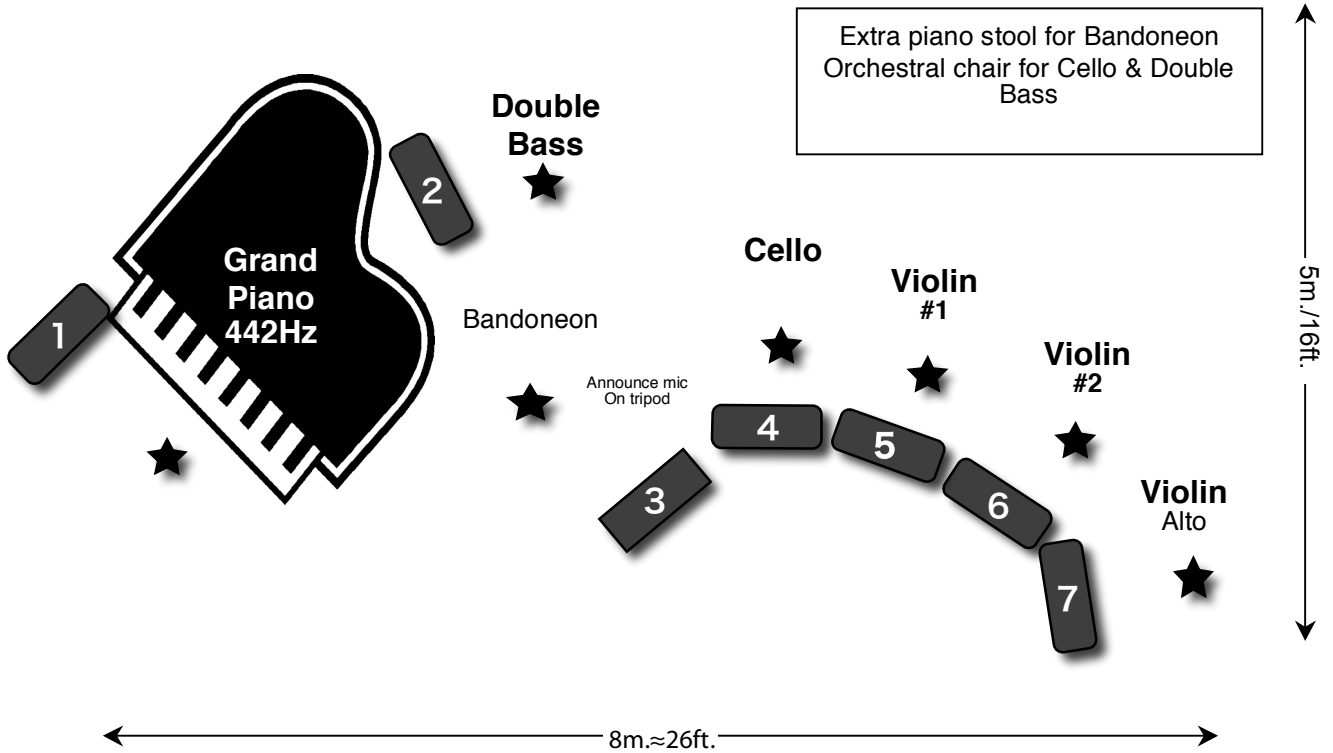 Extra piano stool for Bandoneon
Orchestral chair for Cello & Double
Bass
Double
Bass
2
Grand
Piano
442Hz
1
Bandoneon
Announce mic
On tripod
Cello
Violin
#1
Violin
#2
Violin
Alto
3
4
5
6
7
5m./16ft.
8m.≈26ft.